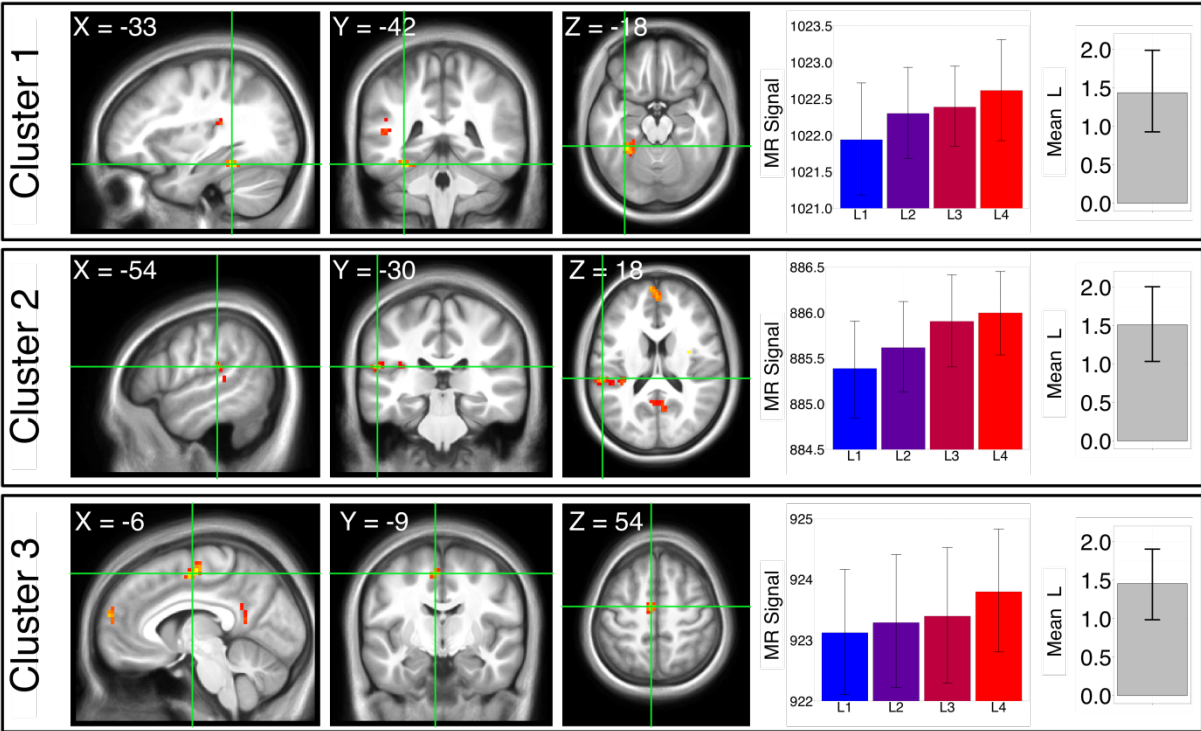 Cluster 1
X = -33
Y = -42
Z = -18
MR Signal
1023.5
1023.0
1022.5
1022.0
1021.5
1021.0
L1 L2 L3 L4
Mean L
2.0
1.5
1.0
0.5
0.0
Cluster 2
X = -54
Y = -30
Z = 18
MR Signal
886.5
886.0
885.5
885.0
884.5
L1 L2 L3 L4
Mean L
2.0
1.5
1.0
0.5
0.0
Cluster 3
X = -6
Y = -9
Z = 54
MR Signal
925
924
923
922
L1 L2 L3 L4
Mean L
2.0
1.5
1.0
0.5
0.0